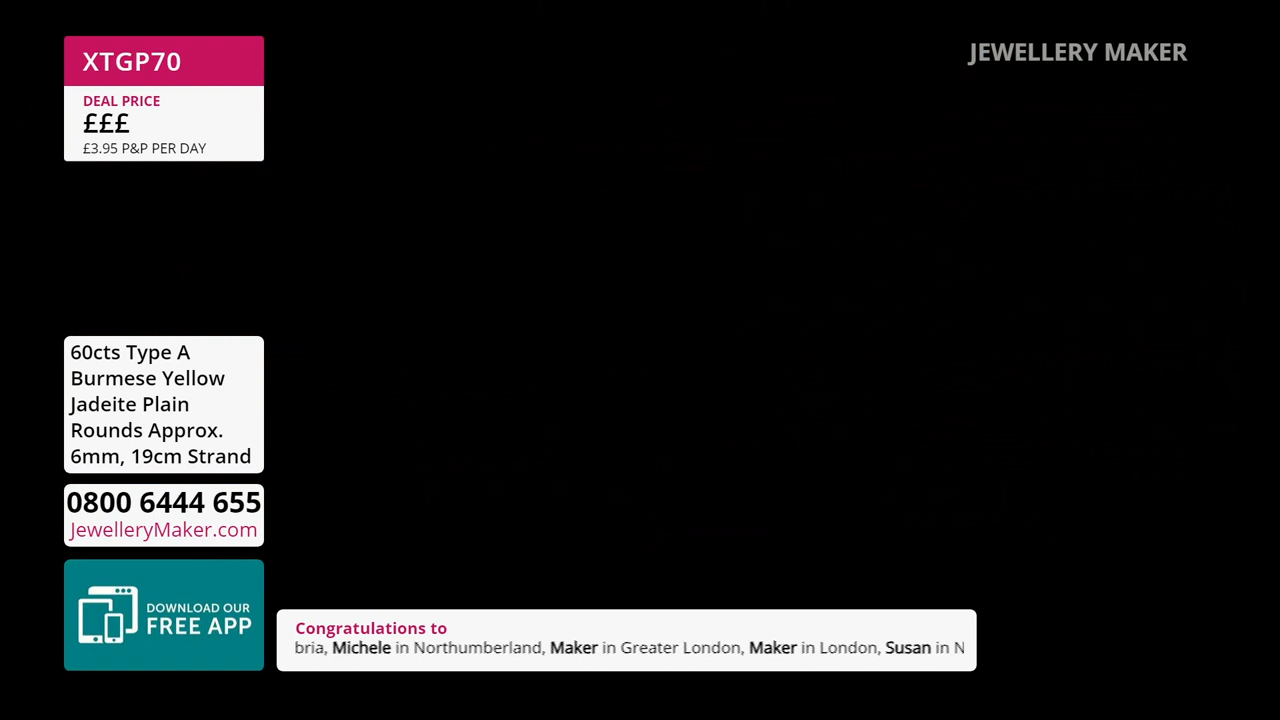 XTGP70
DEAL PRICE
£££
£3.95 P&P PER DAY
JEWELLERY MAKER
60cts Type A
Burmese Yellow
Jadeite Plain
Rounds Approx.
6mm, 19cm Strand
0800 6444 655
JewelleryMaker.com
DOWNLOAD OUR
FREE APP
Congratulations to
bria, Michele in Northumberland, Maker in Greater London, Maker in London, Susan in N